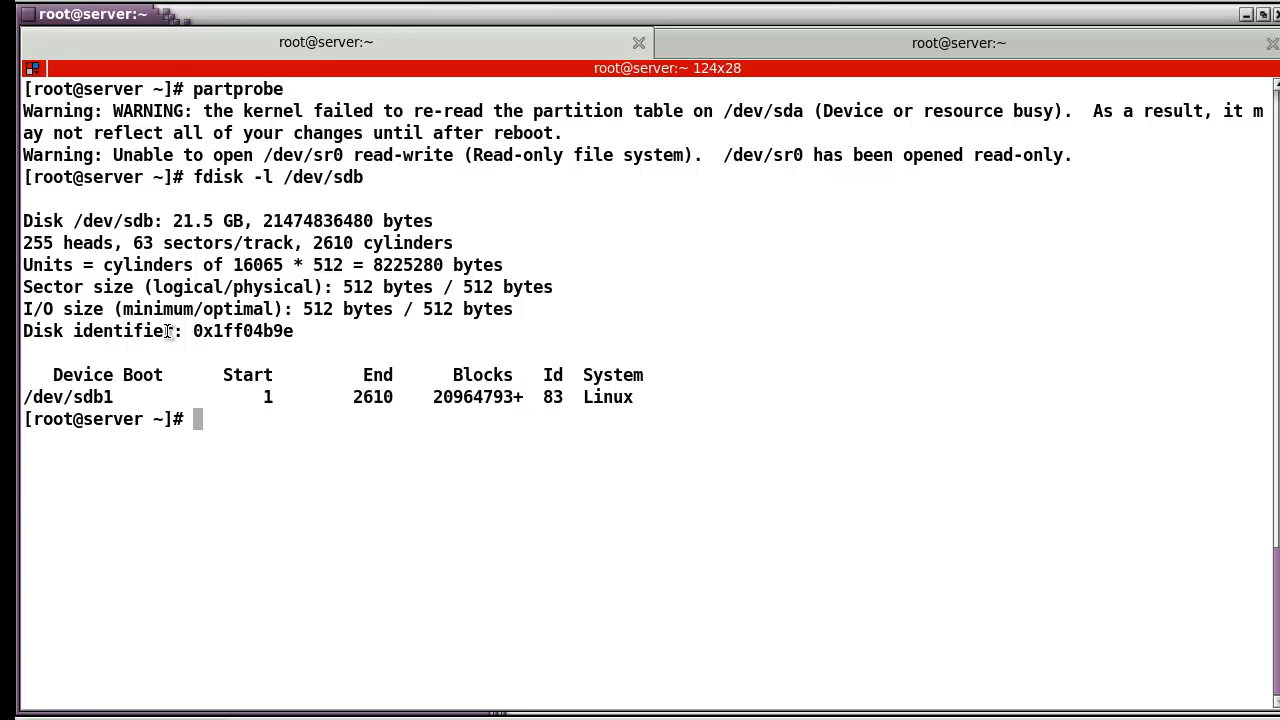 root@server:~
root@server:~
root@server:~
root@server:~ 124x28
[root@server ~]# partprobe
Warning: WARNING: the kernel failed to re-read the partition table on /dev/sda (Device or resource busy).  As a result, it m
ay not reflect all of your changes until after reboot.
Warning: Unable to open /dev/sr0 read-write (Read-only file system).  /dev/sr0 has been opened read-only.
[root@server ~]# fdisk -l /dev/sdb
Disk /dev/sdb: 21.5 GB, 21474836480 bytes
255 heads, 63 sectors/track, 2610 cylinders
Units = cylinders of 16065 * 512 = 8225280 bytes
Sector size (logical/physical): 512 bytes / 512 bytes
I/O size (minimum/optimal): 512 bytes / 512 bytes
Disk identifier: 0x1ff04b9e
   Device Boot      Start         End      Blocks   Id  System
/dev/sdb1               1        2610    20964793+  83  Linux
[root@server ~]#